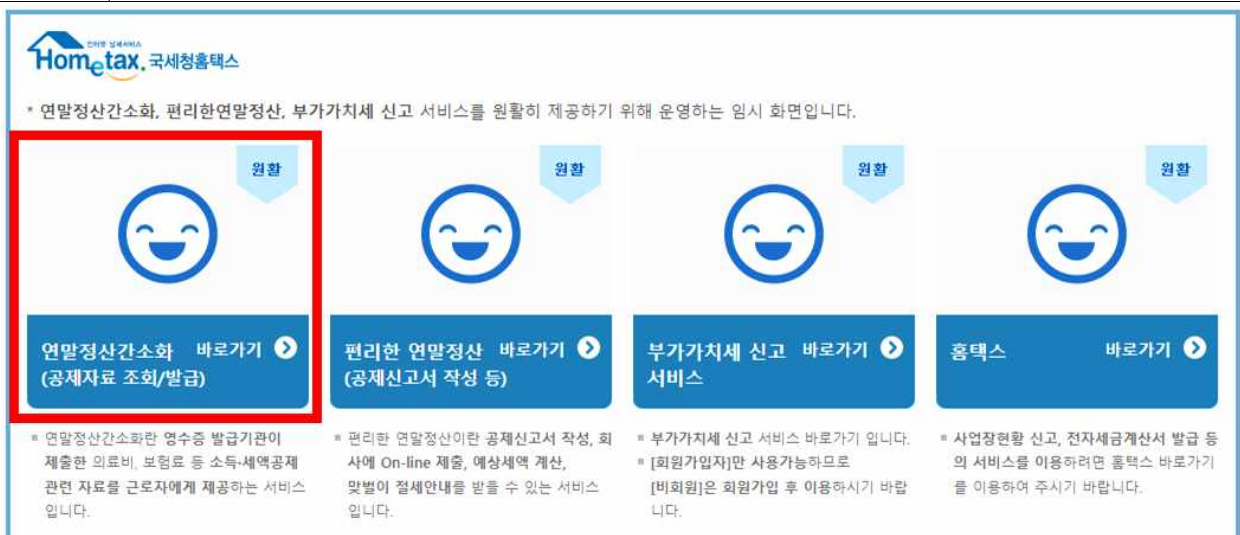 인터넷 납세서비스
Hometax. 국세청홈택스
* 연말정산간소화, 편리한연말정산, 부가가치세 신고 서비스를 원활히 제공하기 위해 운영하는 임시 화면입니다.
원활
연말정산간소화 바로가기
(공제자료 조회/발급)
▪ 연말정산간소화란 영수증 발급기관이
제출한 의료비, 보험료 등 소득·세액공제
관련 자료를 근로자에게 제공하는 서비스
입니다.
원활
편리한 연말정산 바로가기
(공제신고서 작성 등)
▪ 편리한 연말정산이란 공제신고서 작성, 회
사에 On-line 제출, 예상세액 계산,
맞벌이 절세안내를 받을 수 있는 서비스
입니다.
원활
부가가치세 신고 바로가기
서비스
▪ 부가가치세 신고 서비스 바로가기 입니다.
▪ [회원가입자]만 사용가능하므로
[비회원]은 회원가입 후 이용하시기 바랍
니다.
원활
홈택스 바로가기
▪ 사업장현황 신고, 전자세금계산서 발급 등
의 서비스를 이용하려면 홈택스 바로가기
를 이용하여 주시기 바랍니다.